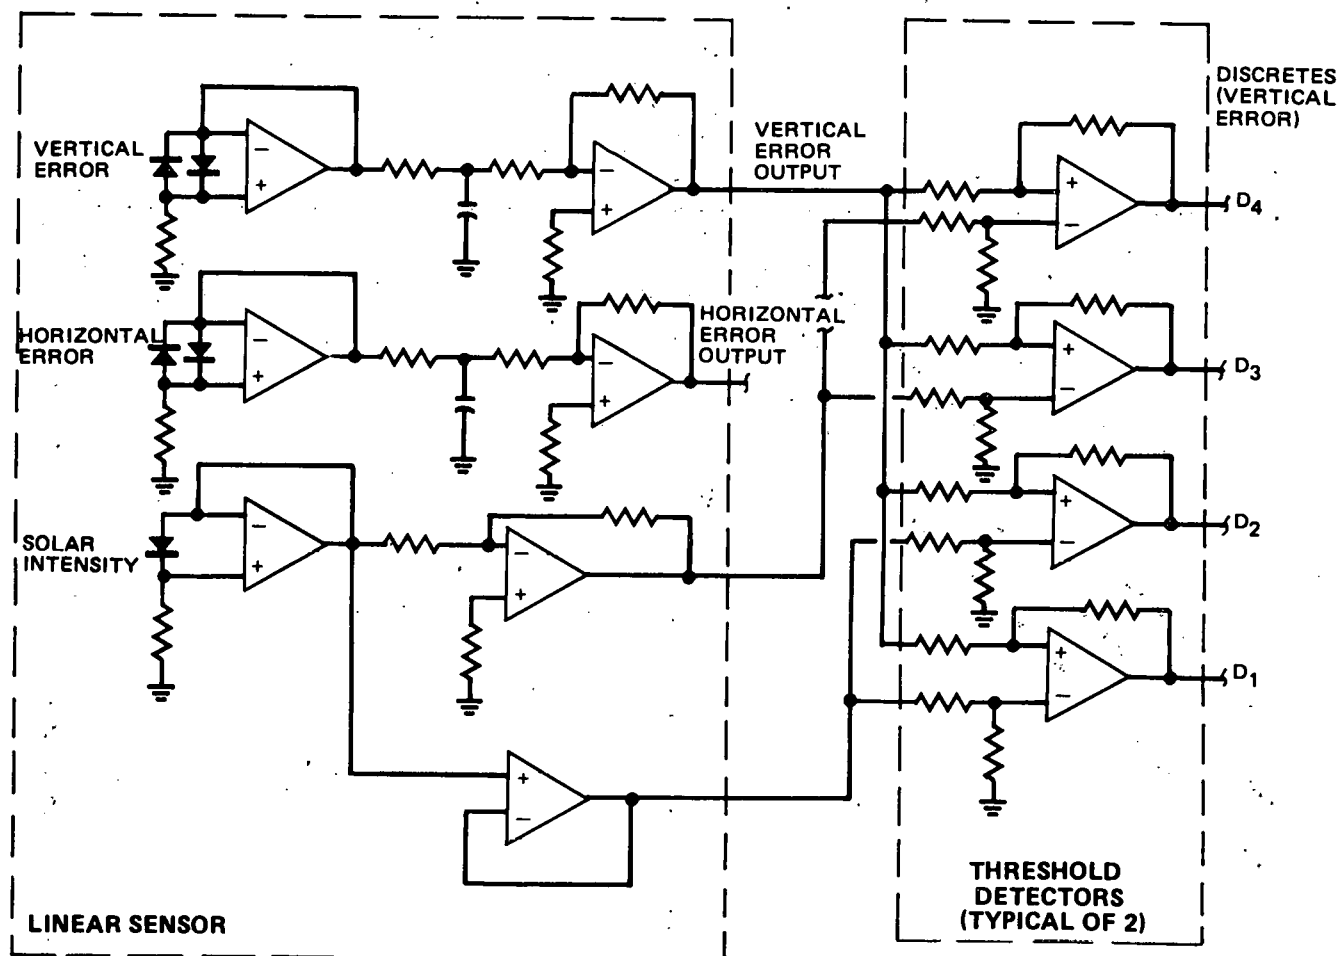 DISCRETES
(VERTICAL
ERROR)
VERTICAL
ERROR
VERTICAL
ERROR
OUTPUT
D4
HORIZONTAL
ERROR
HORIZONTAL
ERROR
OUTPUT
D3
SOLAR
INTENSITY
D2
D1
THRESHOLD
DETECTORS
(TYPICAL OF 2)
LINEAR SENSOR
−
+
−
+
+
−
−
+
−
+
+
−
−
+
−
+
+
−
+
−
+
−